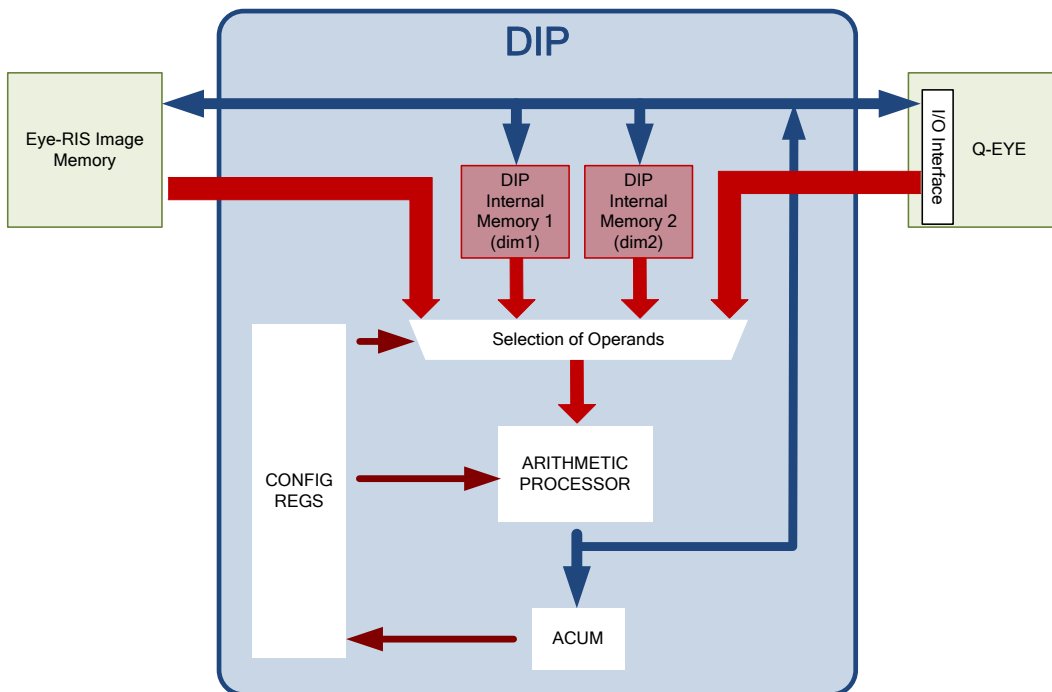 DIP
Eye-RIS Image
Memory
I/O Interface
Q-EYE
DIP
Internal
Memory 1
(dim1)
DIP
Internal
Memory 2
(dim2)
Selection of Operands
CONFIG
REGS
ARITHMETIC
PROCESSOR
ACUM